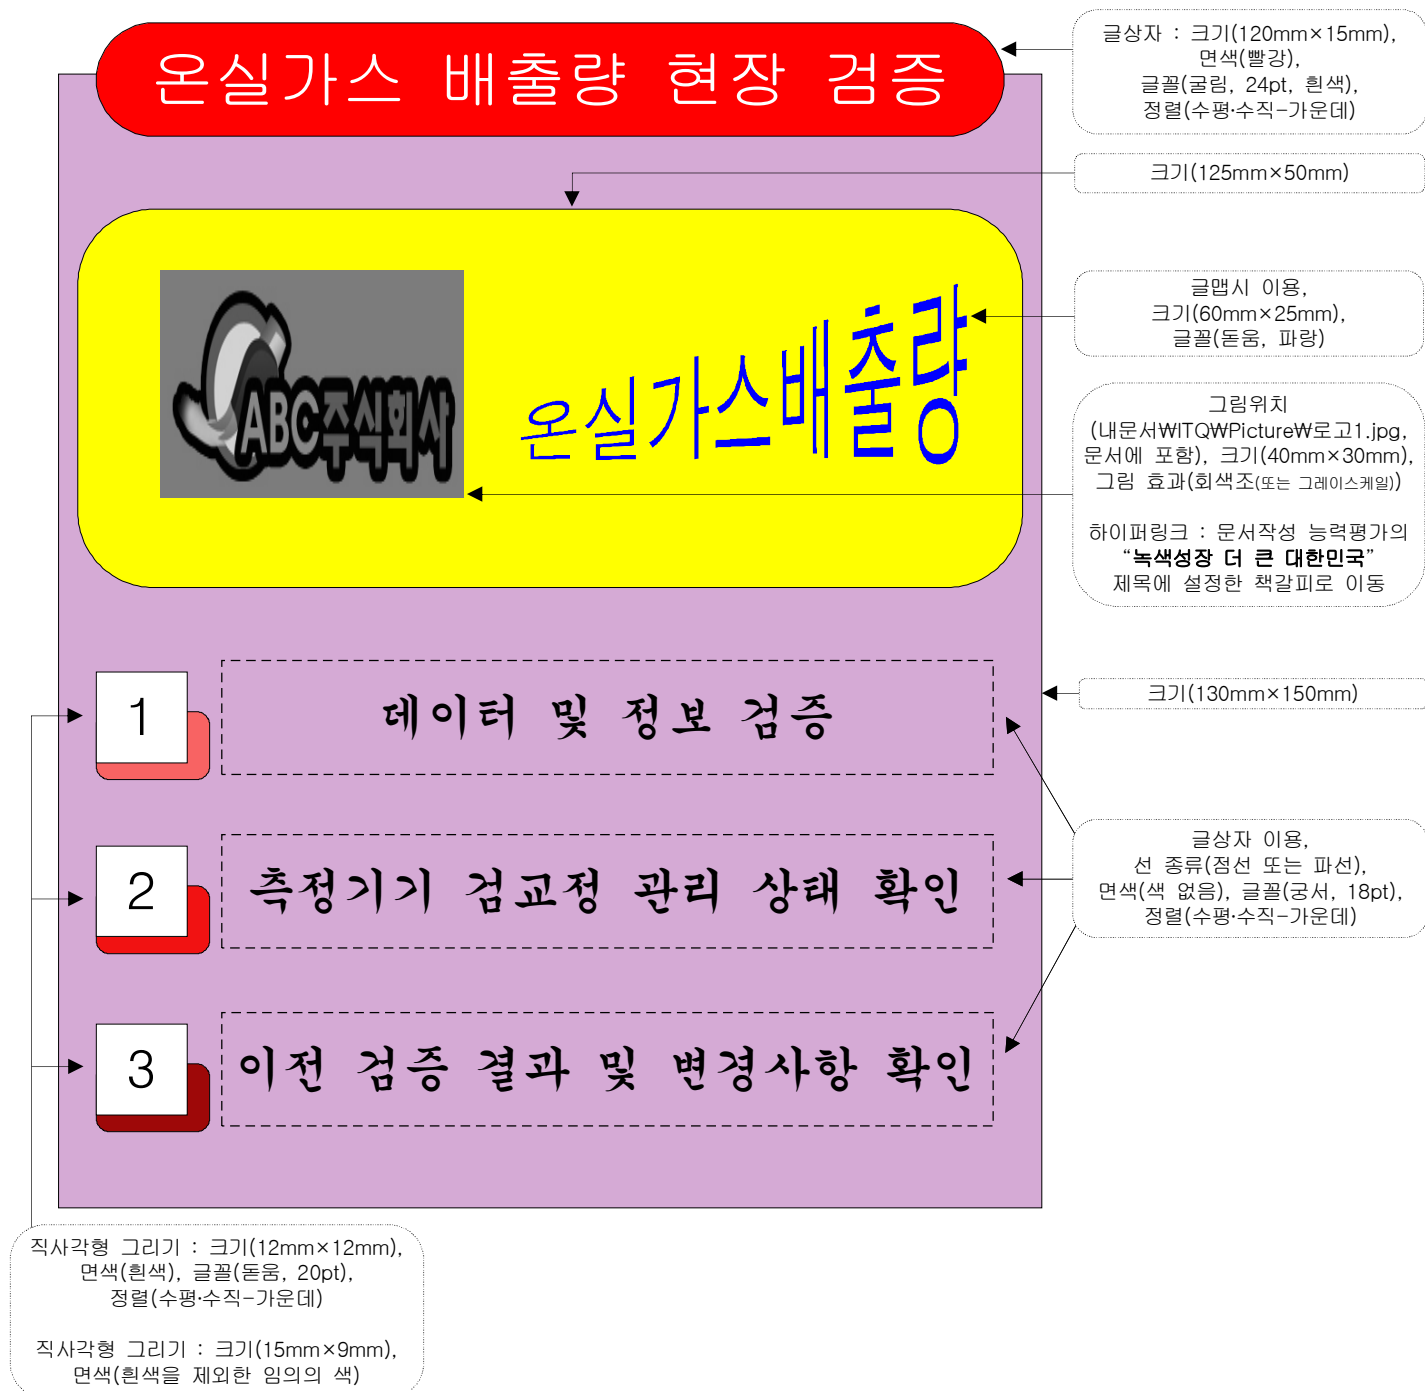 온실가스 배출량 현장 검증
글상자 : 크기(120mm×15mm),
면색(빨강),
글꼴(굴림, 24pt, 흰색),
정렬(수평·수직-가운데)
크기(125mm×50mm)
ABC주식회사
온실가스배출량
글맵시 이용,
크기(60mm×25mm),
글꼴(돋움, 파랑)
그림위치
(내문서₩ITQ₩Picture₩로고1.jpg,
문서에 포함), 크기(40mm×30mm),
그림 효과(회색조(또는 그레이스케일))
하이퍼링크 : 문서작성 능력평가의
“녹색성장 더 큰 대한민국”
제목에 설정한 책갈피로 이동
크기(130mm×150mm)
1
데이터 및 정보 검증
2
측정기기 검교정 관리 상태 확인
3
이전 검증 결과 및 변경사항 확인
글상자 이용,
선 종류(점선 또는 파선),
면색(색 없음), 글꼴(궁서, 18pt),
정렬(수평·수직-가운데)
직사각형 그리기 : 크기(12mm×12mm),
면색(흰색), 글꼴(돋움, 20pt),
정렬(수평·수직-가운데)
직사각형 그리기 : 크기(15mm×9mm),
면색(흰색을 제외한 임의의 색)